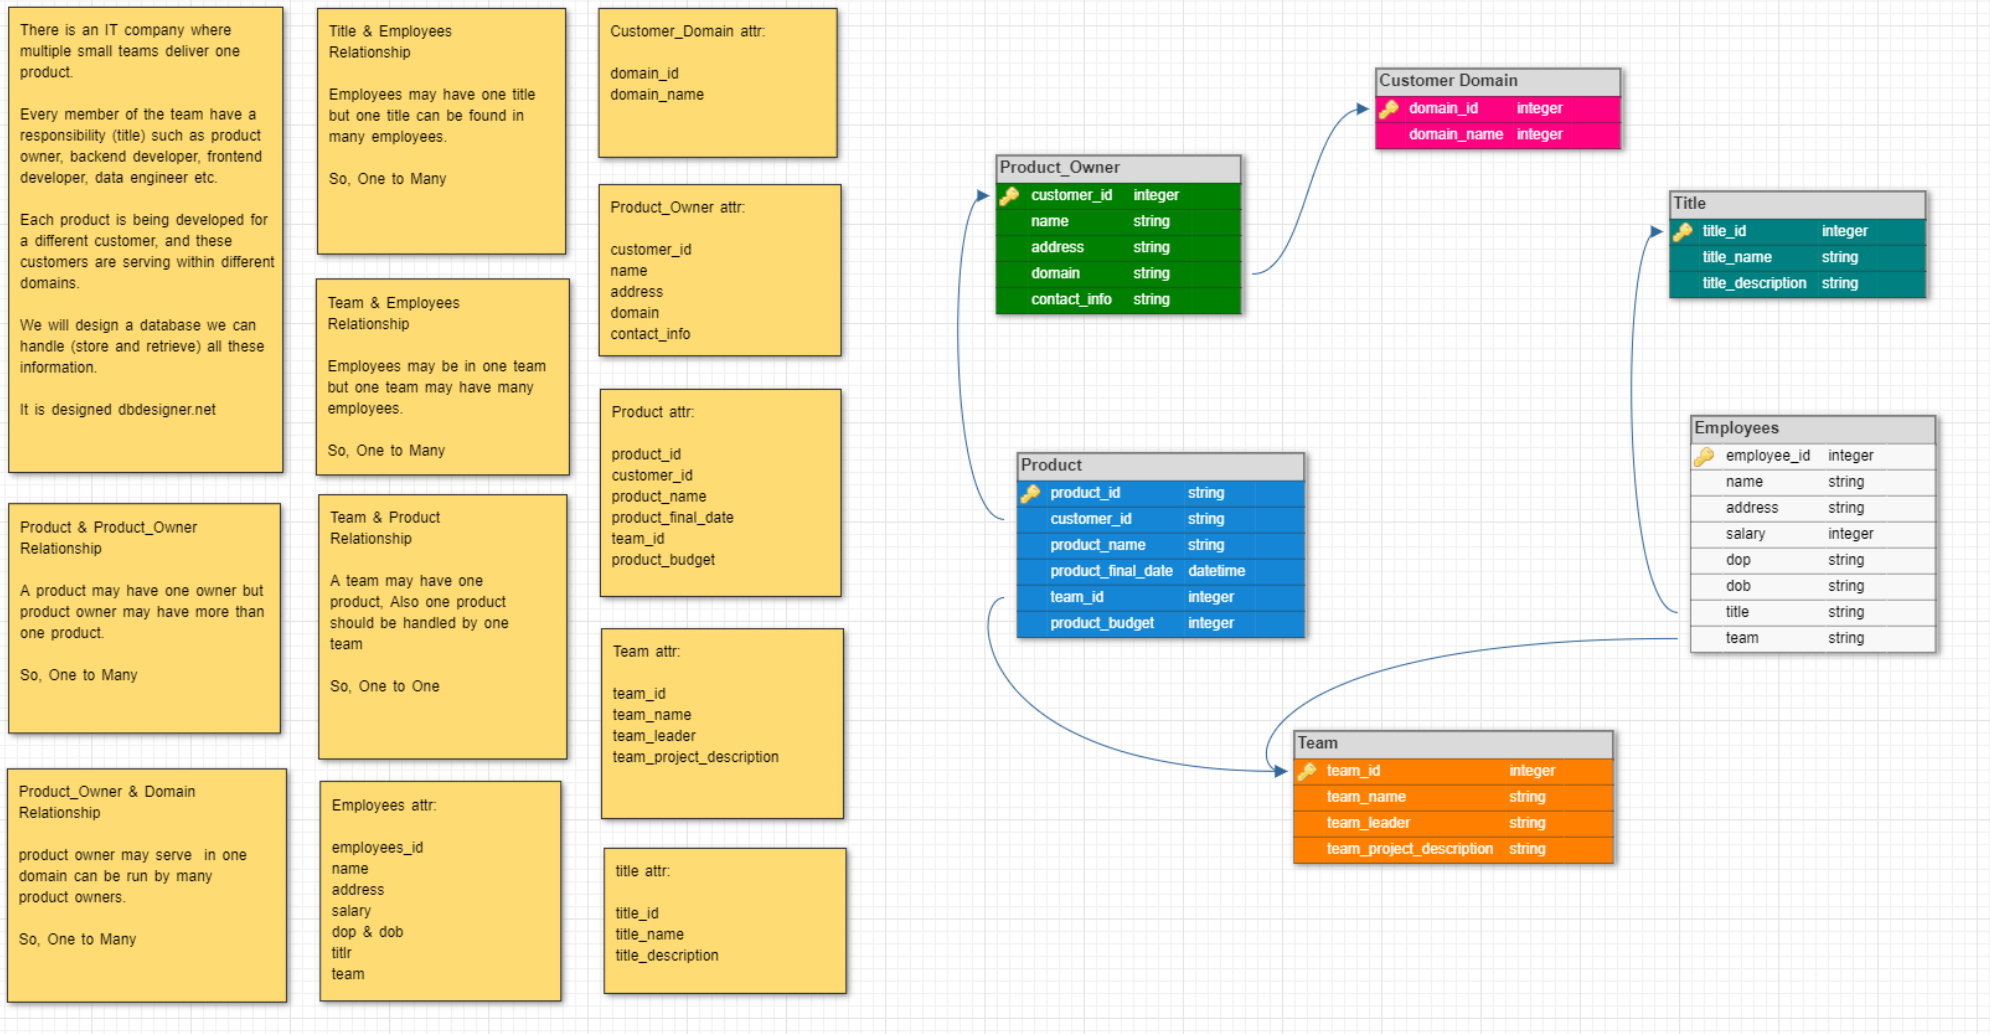 There is an IT company where
multiple small teams deliver one
product.
Every member of the team have a
responsibility (title) such as product
owner, backend developer, frontend
developer, data engineer etc.
Each product is being developed for
a different customer, and these
customers are serving within different
domains.
We will design a database we can
handle (store and retrieve) all these
information.
It is designed dbdesigner.net
Product & Product_Owner
Relationship
A product may have one owner but
product owner may have more than
one product.
So, One to Many
Product_Owner & Domain
Relationship
product owner may serve in one
domain can be run by many
product owners.
So, One to Many
Title & Employees
Relationship
Employees may have one title
but one title can be found in
many employees.
So, One to Many
Team & Employees
Relationship
Employees may be in one team
but one team may have many
employees.
So, One to Many
Team & Product
Relationship
A team may have one
product, Also one product
should be handled by one
team
So, One to One
Employees attr:
employees_id
name
address
salary
dop & dob
titlr
team
Customer_Domain attr:
domain_id
domain_name
Product_Owner attr:
customer_id
name
address
domain
contact_info
Product attr:
product_id
customer_id
product_name
product_final_date
team_id
product_budget
Team attr:
team_id
team_name
team_leader
team_project_description
title attr:
title_id
title_name
title_description
Product_Owner
customer_id integer
name string
address string
domain string
contact_info string
Customer Domain
domain_id integer
domain_name integer
Title
title_id integer
title_name string
title_description string
Product
product_id string
customer_id string
product_name string
product_final_date datetime
team_id integer
product_budget integer
Employees
employee_id integer
name string
address string
salary integer
dop string
dob string
title string
team string
Team
team_id integer
team_name string
team_leader string
team_project_description string